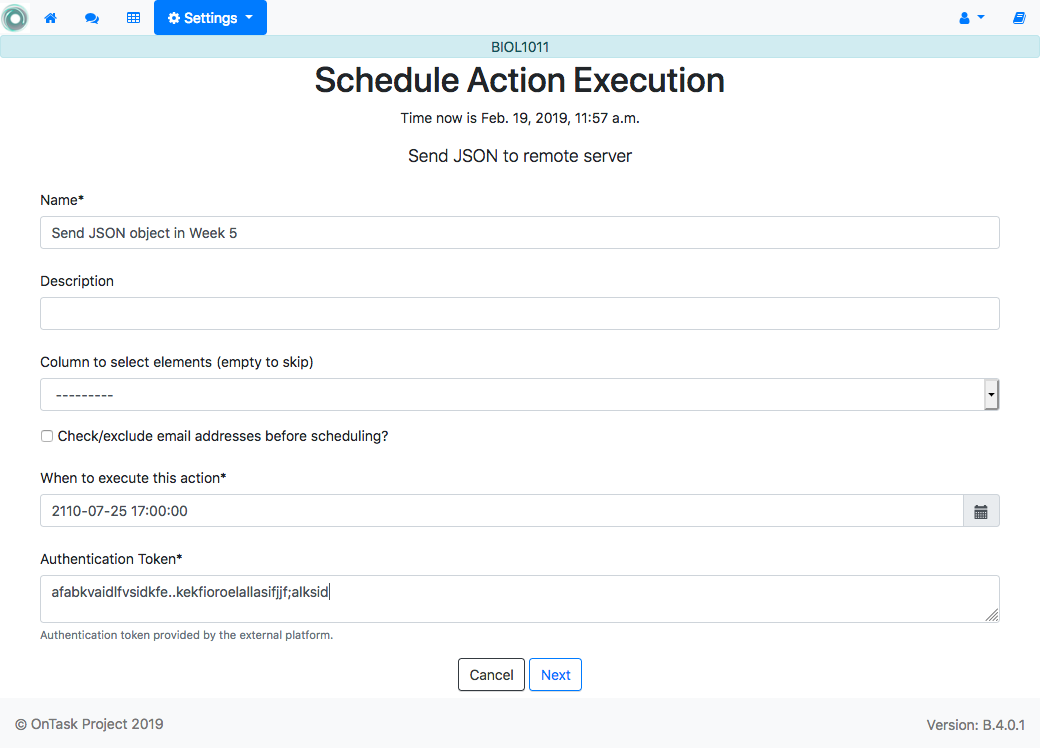 Settings
BIOL1011
Schedule Action Execution
Time now is Feb. 19, 2019, 11:57 a.m.
Send JSON to remote server
Name*
Send JSON object in Week 5
Description
Column to select elements (empty to skip)
---------
Check/exclude email addresses before scheduling?
When to execute this action*
2110-07-25 17:00:00
Authentication Token*
afabkvaidlfvsidkfe..kekfioroelallasifjjf;alksid
Authentication token provided by the external platform.
Cancel Next
© OnTask Project 2019 Version: B.4.0.1